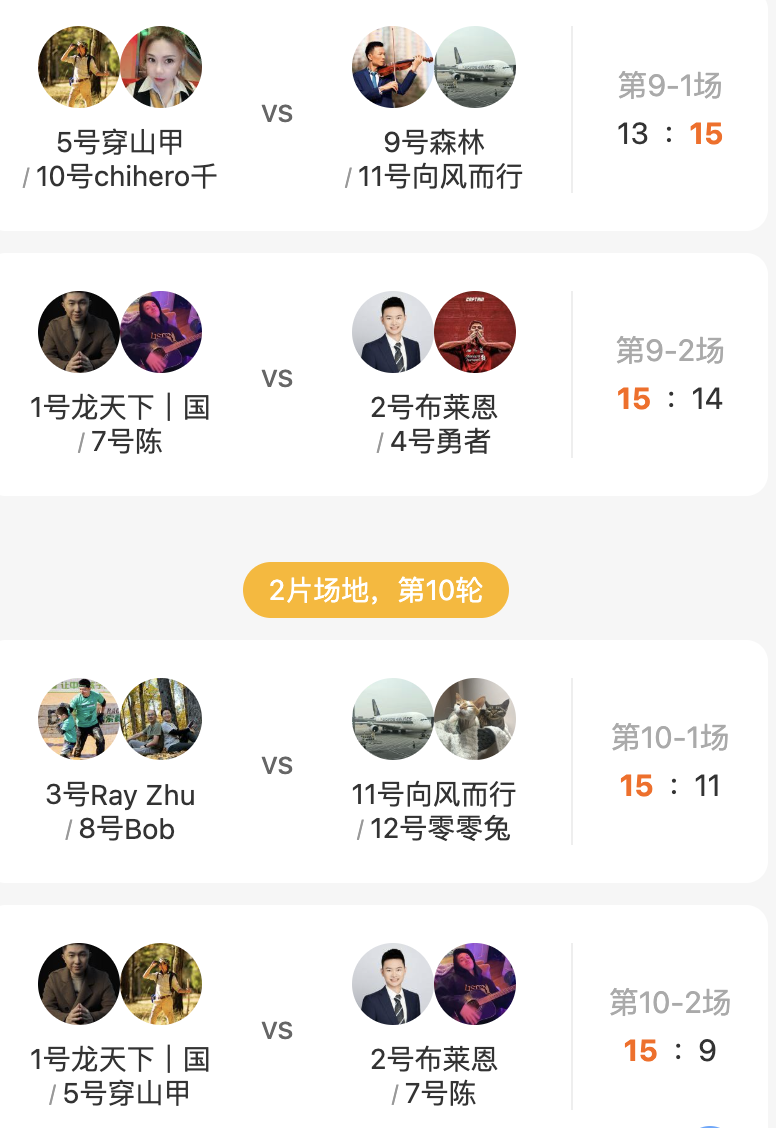 5号穿山甲
/ 10号chihero千
vs
9号森林
/ 11号向风而行
第9-1场
13 : 15
1号龙天下｜国
/ 7号陈
vs
2号布莱恩
/ 4号勇者
第9-2场
15 : 14
2片场地，第10轮
3号Ray Zhu
/ 8号Bob
vs
11号向风而行
/ 12号零零兔
第10-1场
15 : 11
1号龙天下｜国
/ 5号穿山甲
vs
2号布莱恩
/ 7号陈
第10-2场
15 : 9